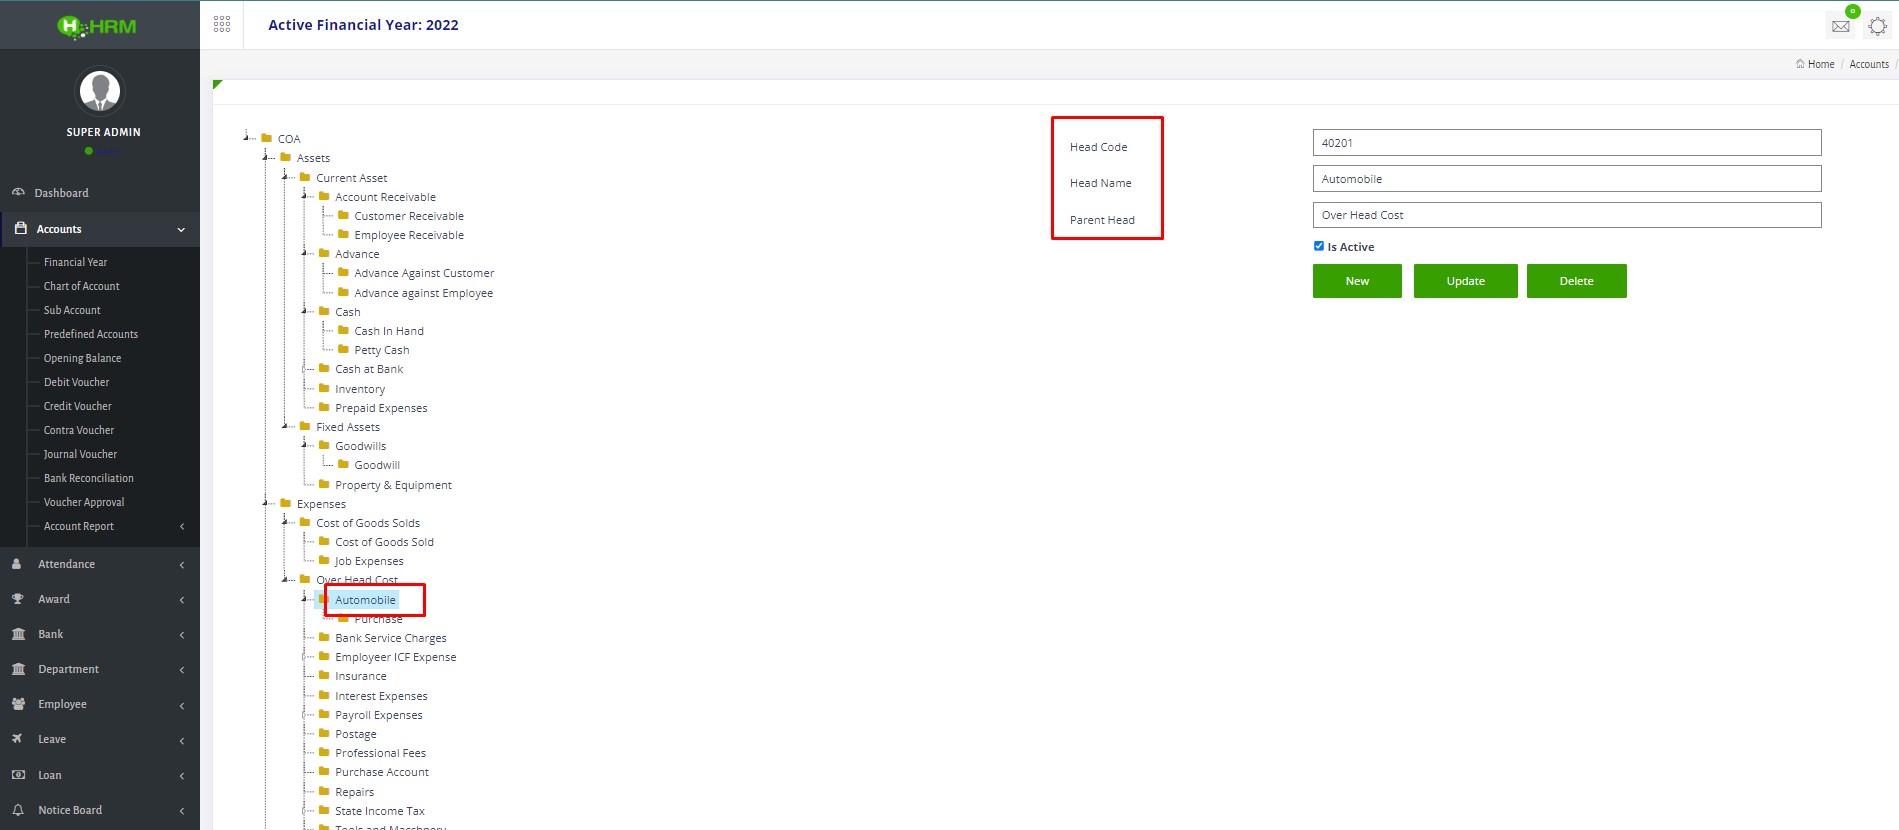 HRM
Active Financial Year: 2022
0
SUPER ADMIN
Home / Accounts /
Dashboard
Accounts
Financial Year
Chart of Account
Sub Account
Predefined Accounts
Opening Balance
Debit Voucher
Credit Voucher
Contra Voucher
Journal Voucher
Bank Reconciliation
Voucher Approval
Account Report
Attendance
Award
Bank
Department
Employee
Leave
Loan
Notice Board
COA
Assets
Current Asset
Account Receivable
Customer Receivable
Employee Receivable
Advance
Advance Against Customer
Advance against Employee
Cash
Cash In Hand
Petty Cash
Cash at Bank
Inventory
Prepaid Expenses
Fixed Assets
Goodwills
Goodwill
Property & Equipment
Expenses
Cost of Goods Solds
Cost of Goods Sold
Job Expenses
Over Head Cost
Automobile
Purchase
Bank Service Charges
Employeer ICF Expense
Insurance
Interest Expenses
Payroll Expenses
Postage
Professional Fees
Purchase Account
Repairs
State Income Tax
Tools and
Head Code
40201
Head Name
Automobile
Parent Head
Over Head Cost
Is Active
New
Update
Delete